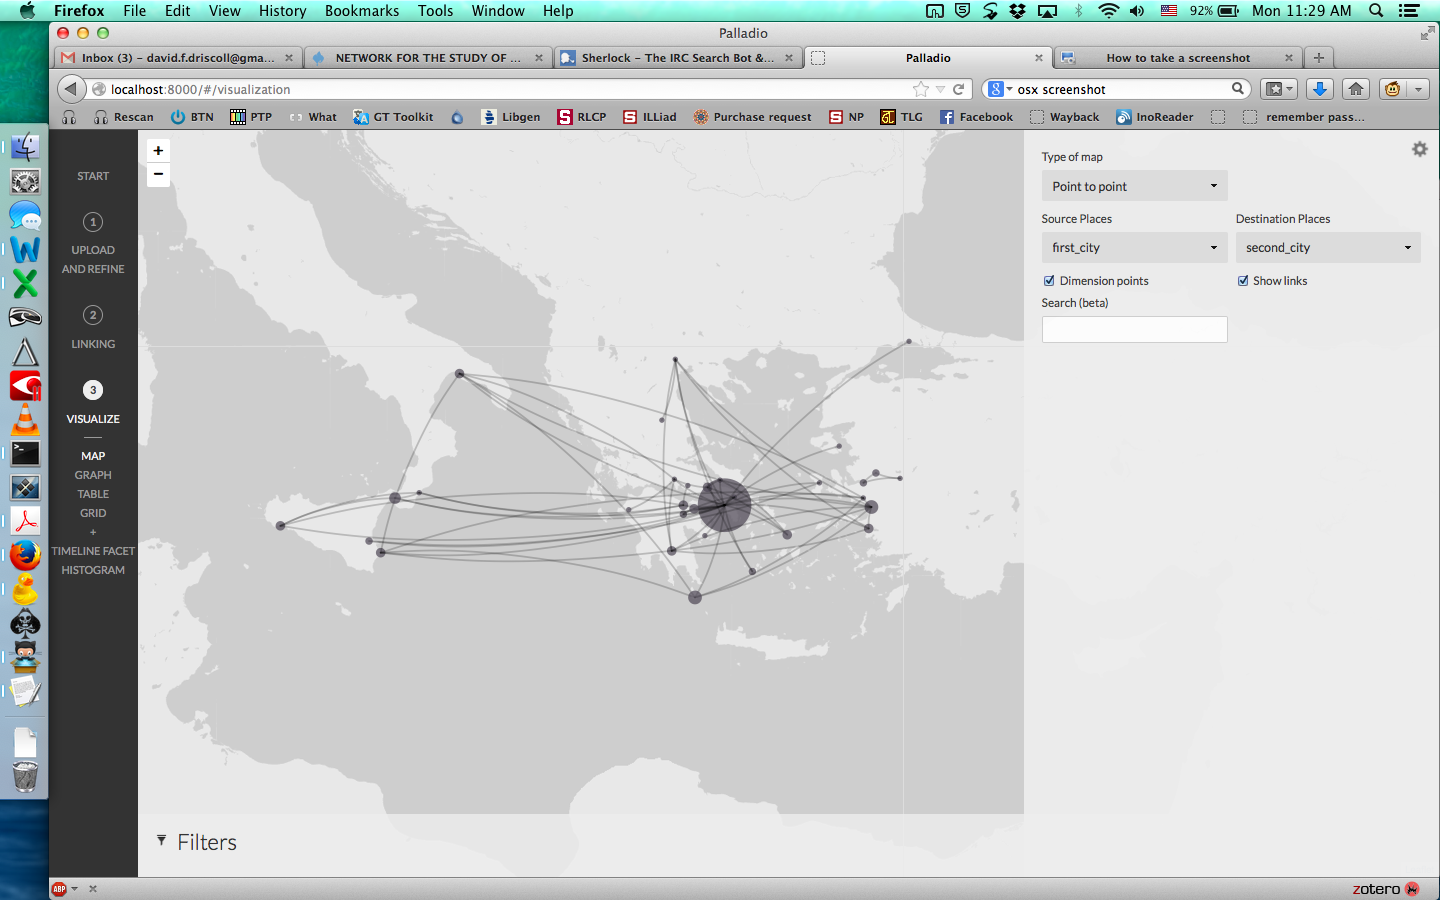 Firefox File Edit View History Bookmarks Tools Window Help 92% Mon 11:29 AM
Palladio
Inbox (3) – david.f.driscoll@gma... NETWORK FOR THE STUDY OF ... Sherlock – The IRC Search Bot &... Palladio How to take a screenshot
localhost:8000/#/visualization osx screenshot
Rescan BTN PTP What GT Toolkit Libgen RLCP ILLiad Purchase request NP TLG Facebook Wayback InoReader remember pass...
+
−
START
1
UPLOAD
AND REFINE
2
LINKING
3
VISUALIZE
MAP
GRAPH
TABLE
GRID
+
TIMELINE FACET
HISTOGRAM
Type of map
Point to point
Source Places Destination Places
first_city second_city
Dimension points Show links
Search (beta)
Filters
ABP zotero